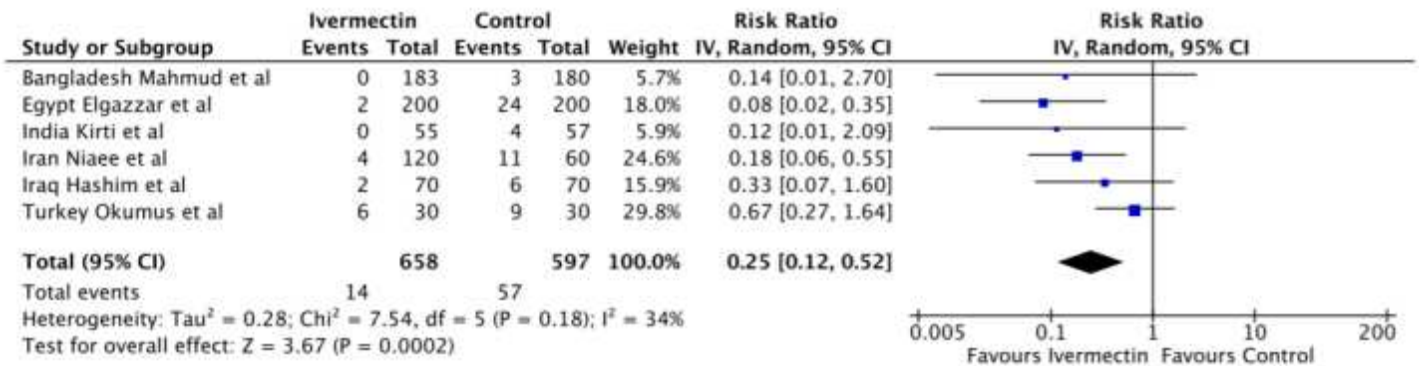 Ivermectin Control Risk Ratio Risk Ratio
Study or Subgroup Events Total Events Total Weight IV, Random, 95% CI IV, Random, 95% CI
Bangladesh Mahmud et al 0 183 3 180 5.7% 0.14 [0.01, 2.70]
Egypt Elgazzar et al 2 200 24 200 18.0% 0.08 [0.02, 0.35]
India Kirti et al 0 55 4 57 5.9% 0.12 [0.01, 2.09]
Iran Niaee et al 4 120 11 60 24.6% 0.18 [0.06, 0.55]
Iraq Hashim et al 2 70 6 70 15.9% 0.33 [0.07, 1.60]
Turkey Okumus et al 6 30 9 30 29.8% 0.67 [0.27, 1.64]
Total (95% CI) 658 597 100.0% 0.25 [0.12, 0.52]
Total events 14 57
Heterogeneity: Tau² = 0.28; Chi² = 7.54, df = 5 (P = 0.18); I² = 34%
Test for overall effect: Z = 3.67 (P = 0.0002)
0.005 0.1 1 10 200
Favours Ivermectin Favours Control